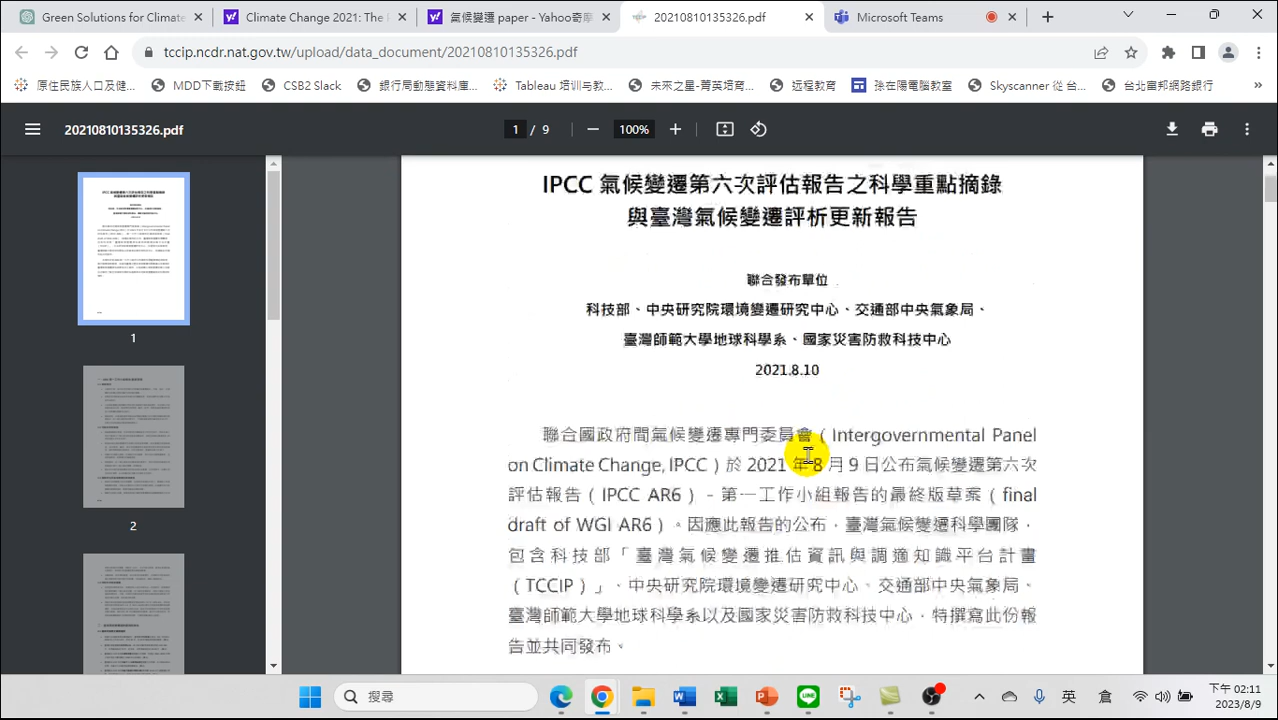 Green Solutions for Climate
Climate Change 2021: The
氣候變遷 paper - Yahoo奇摩
20210810135326.pdf
Microsoft Teams
tccip.ncdr.nat.gov.tw/upload/data_document/20210810135326.pdf
原住民族人口及健...
MDD下載按鈕
CSB2 Slack
銀行局動態資料庫...
Tableau 培训与教...
未來之星-菁英培育...
远程教育
孫在陽電腦教室
Skyscanner 從 台...
台北富邦網路銀行
»
20210810135326.pdf
1 / 9
100%
1
2
IPCC 氣候變遷第六次評估報告之科學重點摘錄
與臺灣氣候變遷評析更新報告
聯合發布單位
科技部、中央研究院環境變遷研究中心、交通部中央氣象局、
臺灣師範大學地球科學系、國家災害防救科技中心
2021.8.10
政府間氣候變遷專門委員會（Intergovernmental Panel
on Climate Change, IPCC ）於 2021 年 8 月 9 日公布氣候變遷第六次
評估報告（IPCC AR6）-第一工作小組報告的最終版草案（final
draft of WGI AR6）。因應此報告的公布，臺灣氣候變遷科學團隊，
包含科技部「臺灣氣候變遷推估資訊與調適知識平台計畫
（TCCIP）」、中央研究院環境變遷研究中心、交通部中央氣象局、
臺灣師範大學地球科學系以及國家災害防救科技中心，特撰寫此份報
告並共同發布。
搜尋
英
下午 02:11
2023/8/9